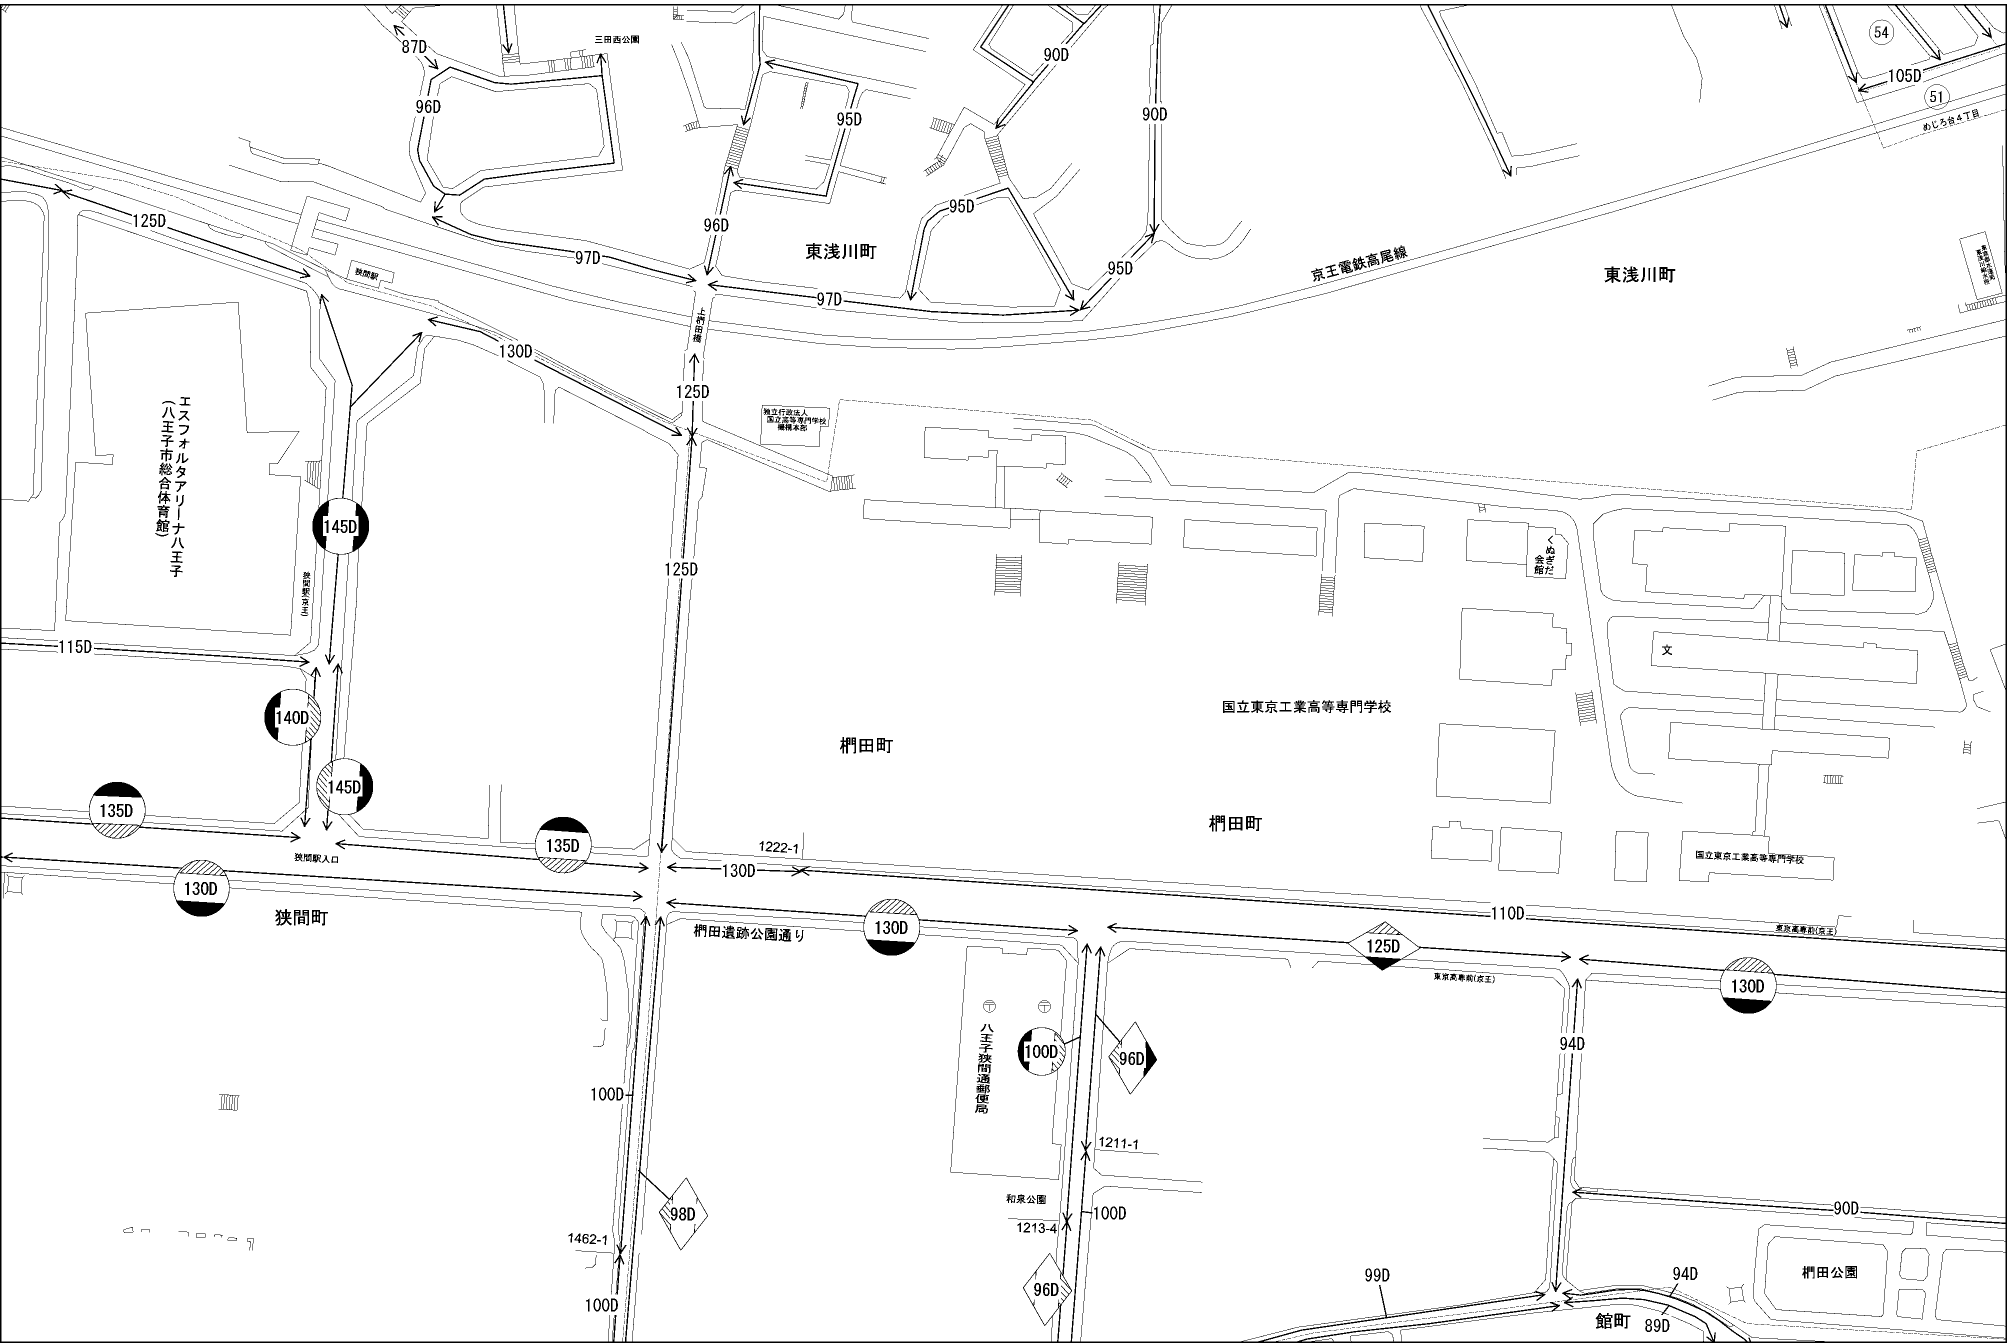 三田西公園
87D
90D
54
105D
51
めじろ台4丁目
96D
95D
90D
125D
狭間駅
96D
95D
97D
東浅川町
95D
京王電鉄高尾線
東浅川町
97D
上椚田橋
130D
125D
独立行政法人
国立高等専門学校
機構本部
エスフォルタアリーナ八王子
(八王子市総合体育館)
145D
125D
くぬぎだ
会館
狭間駅(京王)
115D
文
140D
国立東京工業高等専門学校
椚田町
145D
135D
135D
椚田町
1222-1
狭間駅入口
国立東京工業高等専門学校
130D
130D
狭間町
110D
130D
椚田遺跡公園通り
東京高専前(京王)
125D
東京高専前(京王)
130D
八王子狭間通郵便局
100D
96D
94D
100D
1211-1
和泉公園
98D
100D
1213-4
90D
1462-1
96D
99D
94D
椚田公園
100D
館町
89D